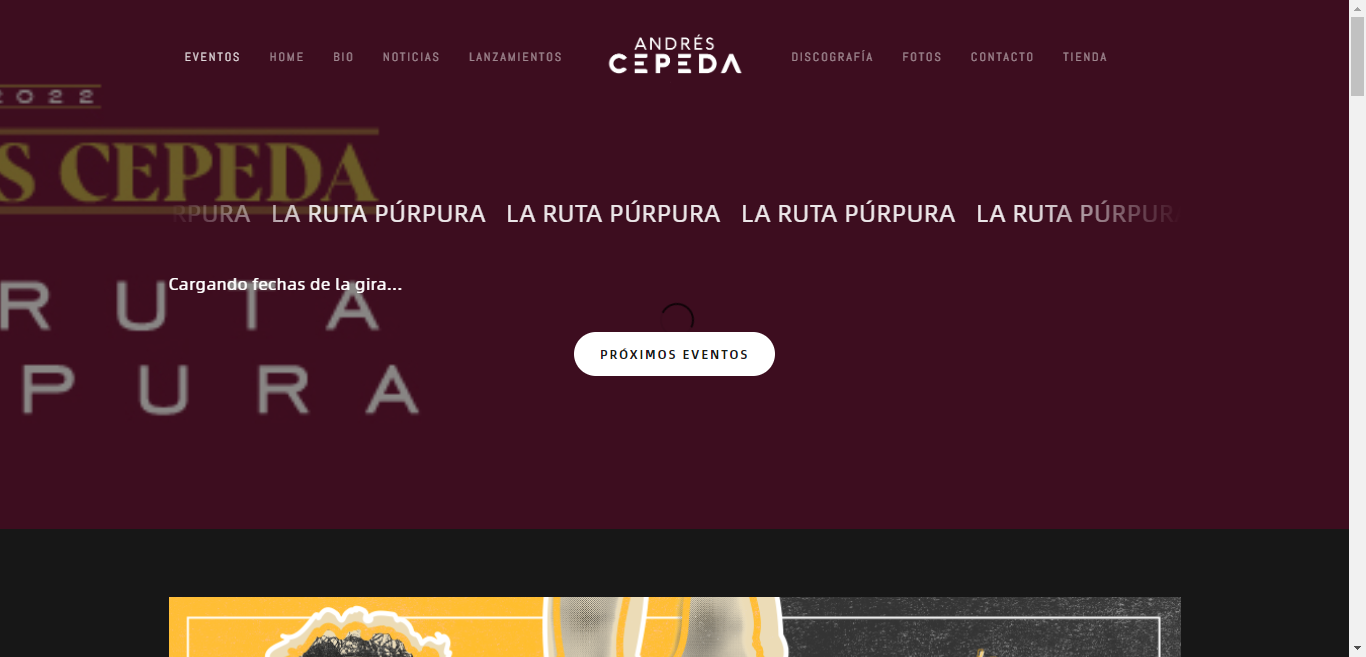 EVENTOS HOME BIO NOTICIAS LANZAMIENTOS
ANDRÉS
CEPEDA
DISCOGRAFÍA FOTOS CONTACTO TIENDA
2022
S CEPEDA
RPURA LA RUTA PÚRPURA LA RUTA PÚRPURA LA RUTA PÚRPURA LA RUTA PÚRPURA
Cargando fechas de la gira...
RUTA
PRÓXIMOS EVENTOS
PURA